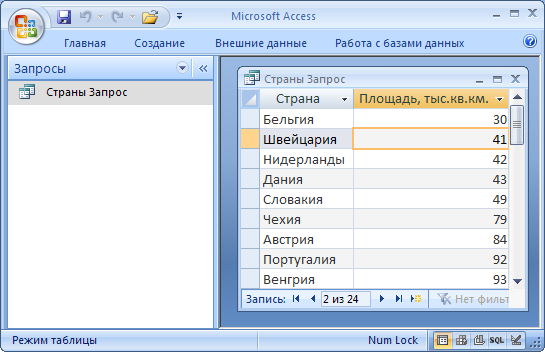 Microsoft Access
Главная Создание Внешние данные Работа с базами данных
Запросы
Страны Запрос
Страны Запрос
Страна Площадь, тыс.кв.км.
Бельгия 30
Швейцария 41
Нидерланды 42
Дания 43
Словакия 49
Чехия 79
Австрия 84
Португалия 92
Венгрия 93
Запись: 2 из 24 Нет фильт
Режим таблицы Num Lock SQL